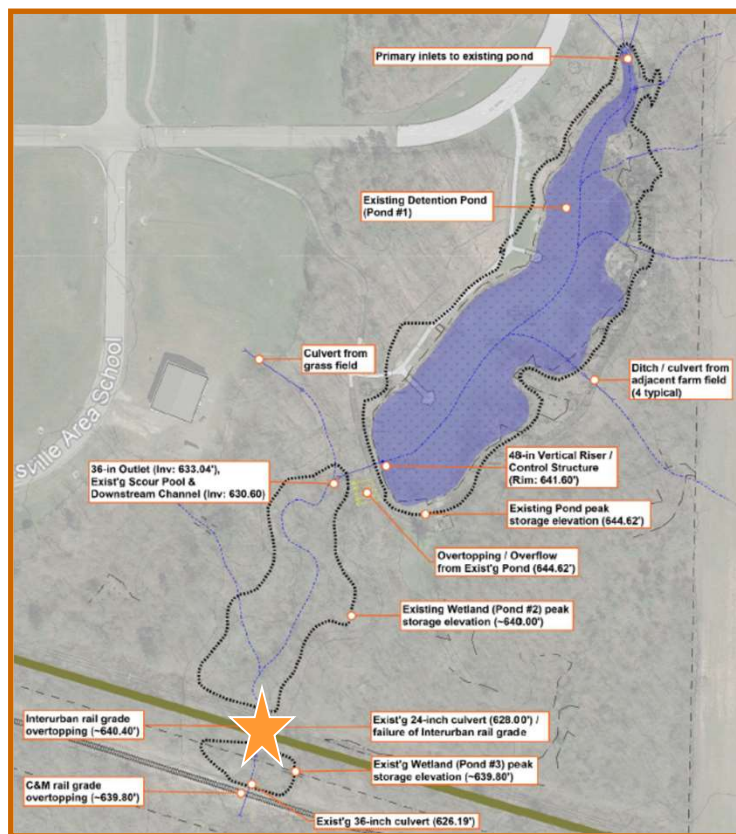 Primary inlets to existing pond
Existing Detention Pond
(Pond #1)
Culvert from
grass field
Ditch / culvert from
adjacent farm field
(4 typical)
sville Area School
36-in Outlet (Inv: 633.04'),
Exist'g Scour Pool &
Downstream Channel (Inv: 630.60)
48-in Vertical Riser /
Control Structure
(Rim: 641.60')
Existing Pond peak
storage elevation (644.62')
Overtopping / Overflow
from Exist'g Pond (644.62')
Existing Wetland (Pond #2) peak
storage elevation (~640.00')
Interurban rail grade
overtopping (~640.40')
Exist'g 24-inch culvert (628.00') /
failure of Interurban rail grade
Exist'g Wetland (Pond #3) peak
storage elevation (~639.80')
C&M rail grade
overtopping (~639.80')
Exist'g 36-inch culvert (626.19')